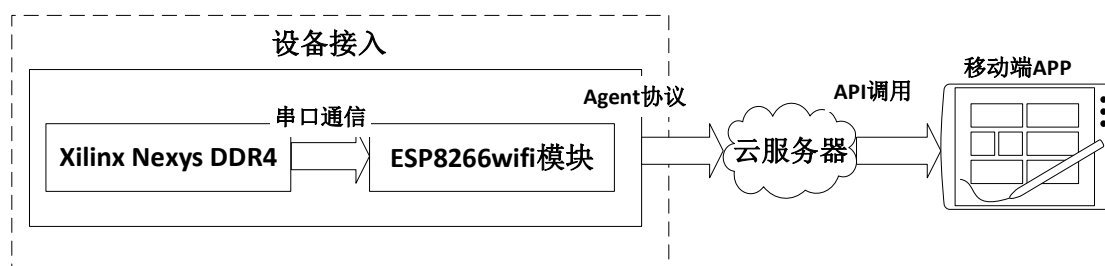 设备接入
移动端APP
Agent协议
API调用
串口通信
Xilinx Nexys DDR4
ESP8266wifi模块
云服务器